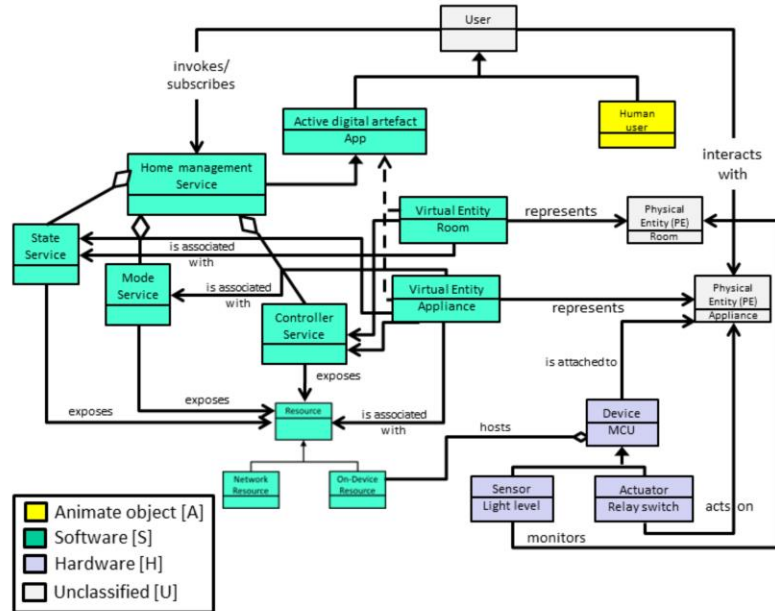 User
invokes/
subscribes
Active digital artefact
App
Human
user
Home management
Service
interacts
with
Virtual Entity
Room
represents
Physical
Entity (PE)
Room
State
Service
is associated
with
Mode
Service
is associated
with
Virtual Entity
Appliance
represents
Physical
Entity (PE)
Appliance
Controller
Service
is attached to
exposes
exposes
exposes
Resource
is associated
with
hosts
Device
MCU
Network
Resource
On-Device
Resource
Sensor
Light level
Actuator
Relay switch
acts on
monitors
Animate object [A]
Software [S]
Hardware [H]
Unclassified [U]